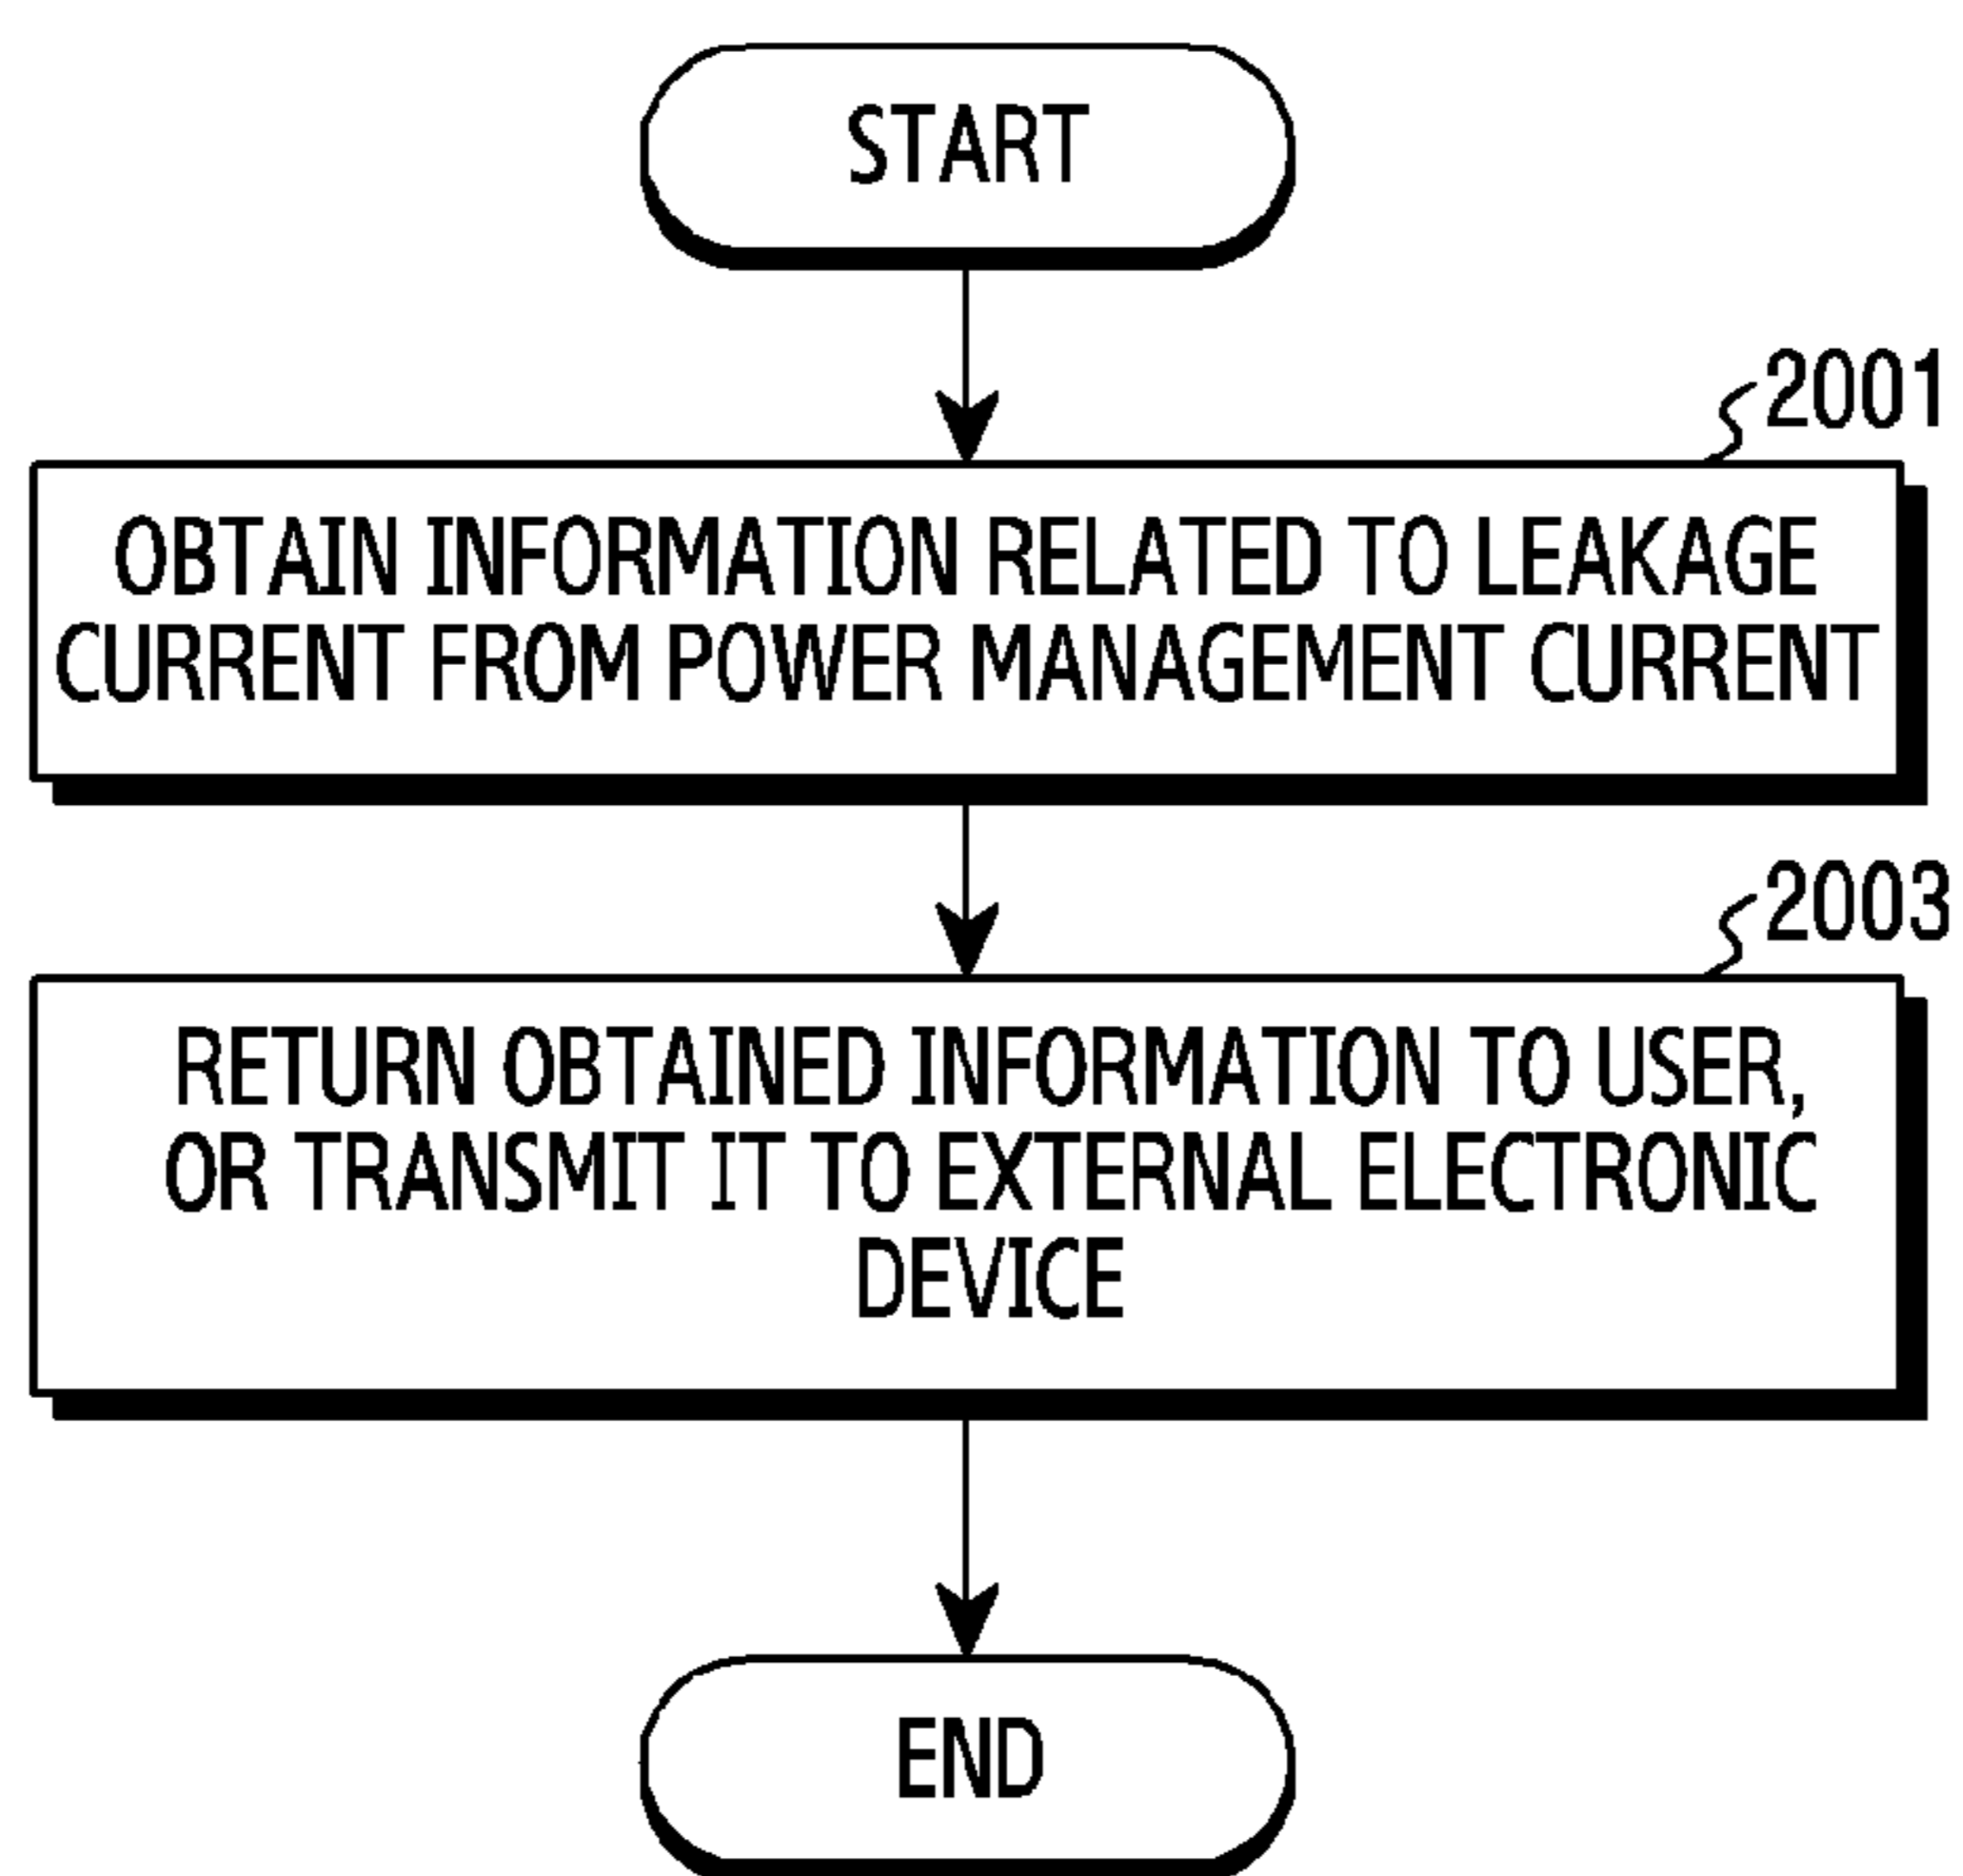 START
2001
OBTAIN INFORMATION RELATED TO LEAKAGE
CURRENT FROM POWER MANAGEMENT CURRENT
2003
RETURN OBTAINED INFORMATION TO USER,
OR TRANSMIT IT TO EXTERNAL ELECTRONIC
DEVICE
END